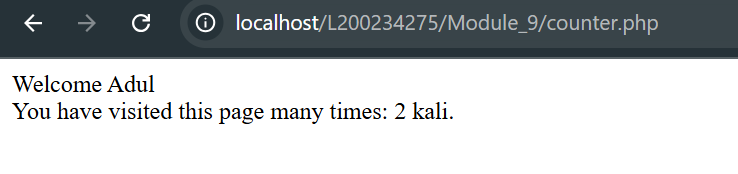 localhost/L200234275/Module_9/counter.php
Welcome Adul
You have visited this page many times: 2 kali.